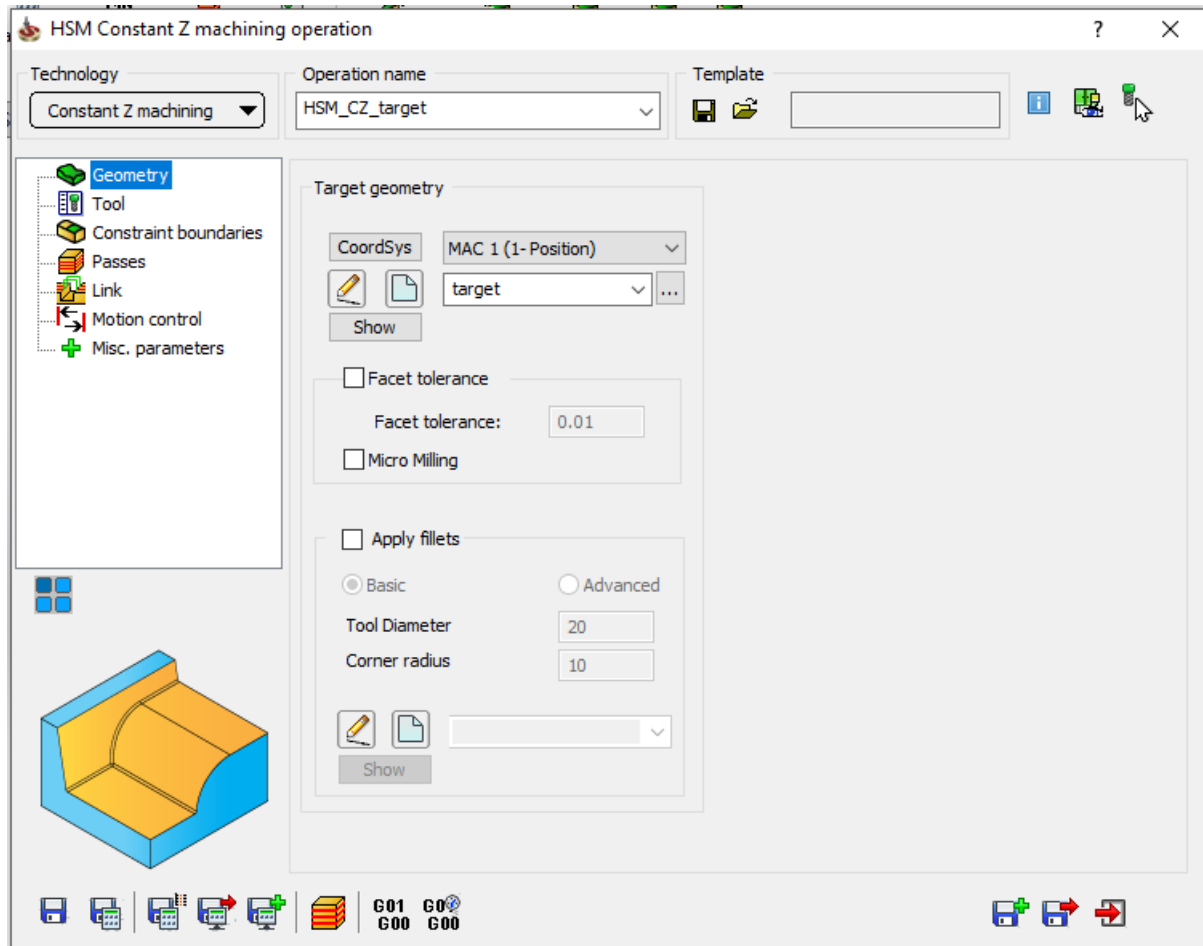 HSM Constant Z machining operation
?
Technology
Operation name
Template
Constant Z machining
HSM_CZ_target
Geometry
Tool
Constraint boundaries
Passes
Link
Motion control
Misc. parameters
Target geometry
CoordSys
MAC 1 (1- Position)
target
...
Show
Facet tolerance
Facet tolerance:
0.01
Micro Milling
Apply fillets
Basic
Advanced
Tool Diameter
20
Corner radius
10
Show
G01
G00
G0
G00